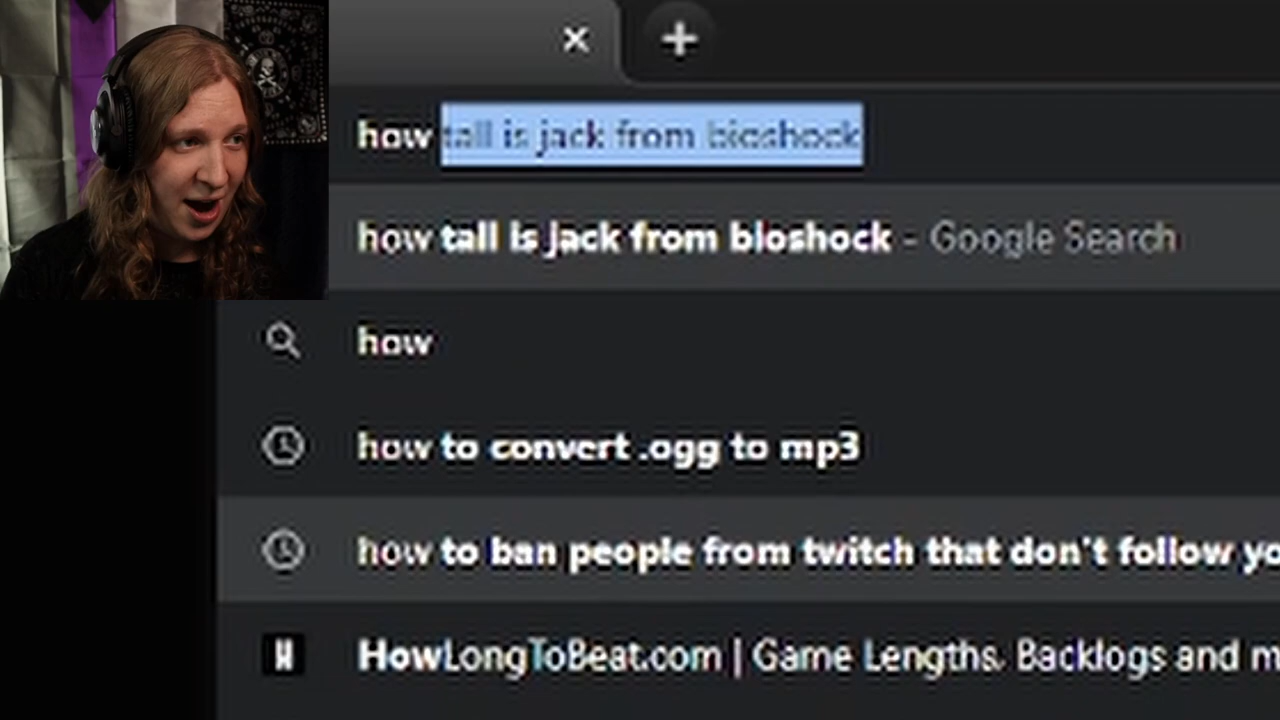 how tall is jack from bioshock
how tall is jack from bioshock - Google Search
how
how to convert .ogg to mp3
how to ban people from twitch that don't follow yo
HowLongToBeat.com | Game Lengths, Backlogs and m